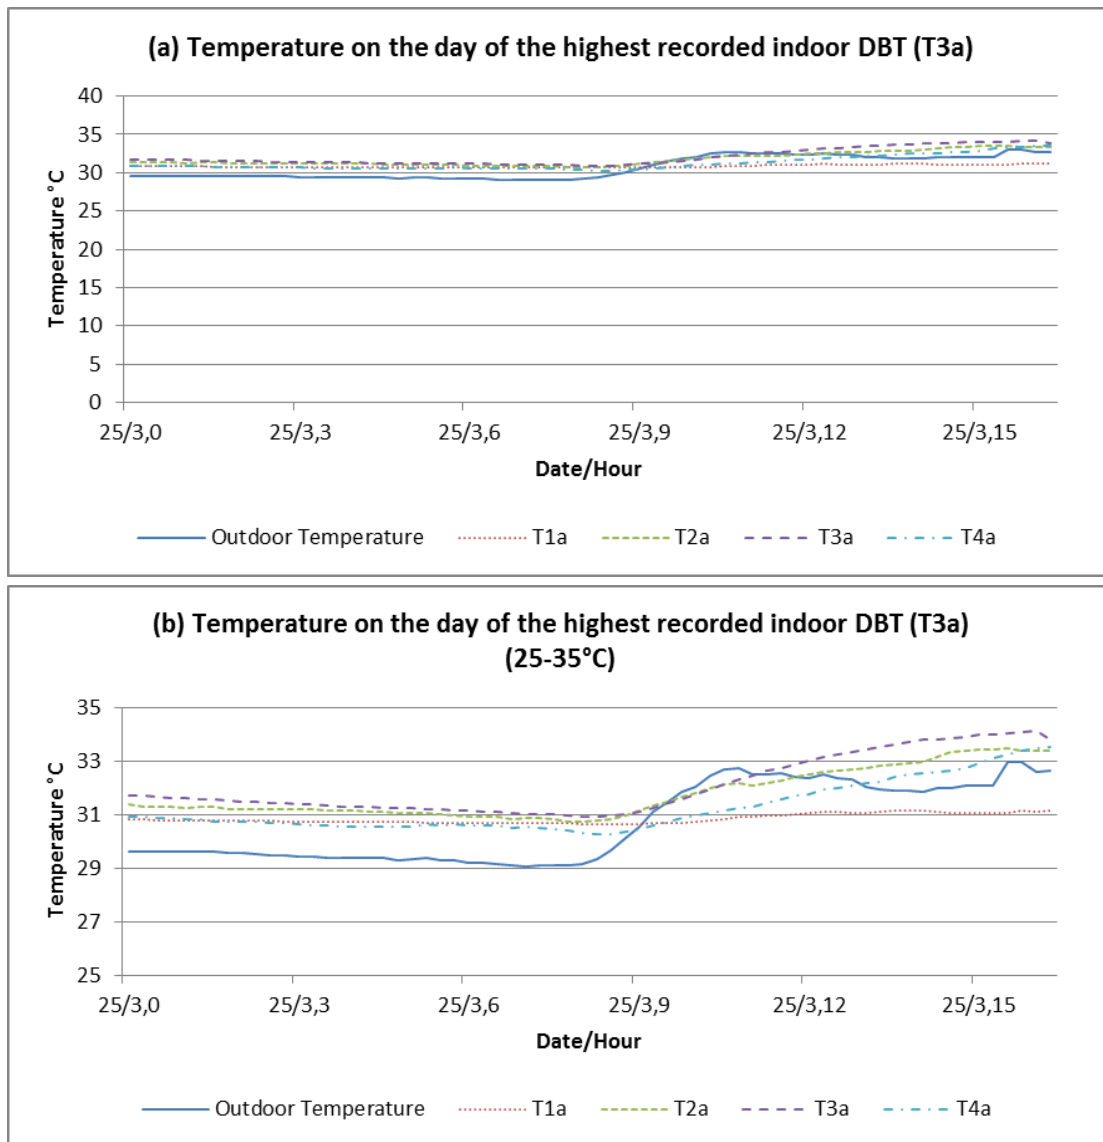 (a) Temperature on the day of the highest recorded indoor DBT (T3a)
40
35
30
25
20
15
10
5
0
Temperature °C
25/3,0 25/3,3 25/3,6 25/3,9 25/3,12 25/3,15
Date/Hour
Outdoor Temperature T1a T2a T3a T4a
(b) Temperature on the day of the highest recorded indoor DBT (T3a)
(25-35°C)
35
33
31
29
27
25
Temperature °C
25/3,0 25/3,3 25/3,6 25/3,9 25/3,12 25/3,15
Date/Hour
Outdoor Temperature T1a T2a T3a T4a